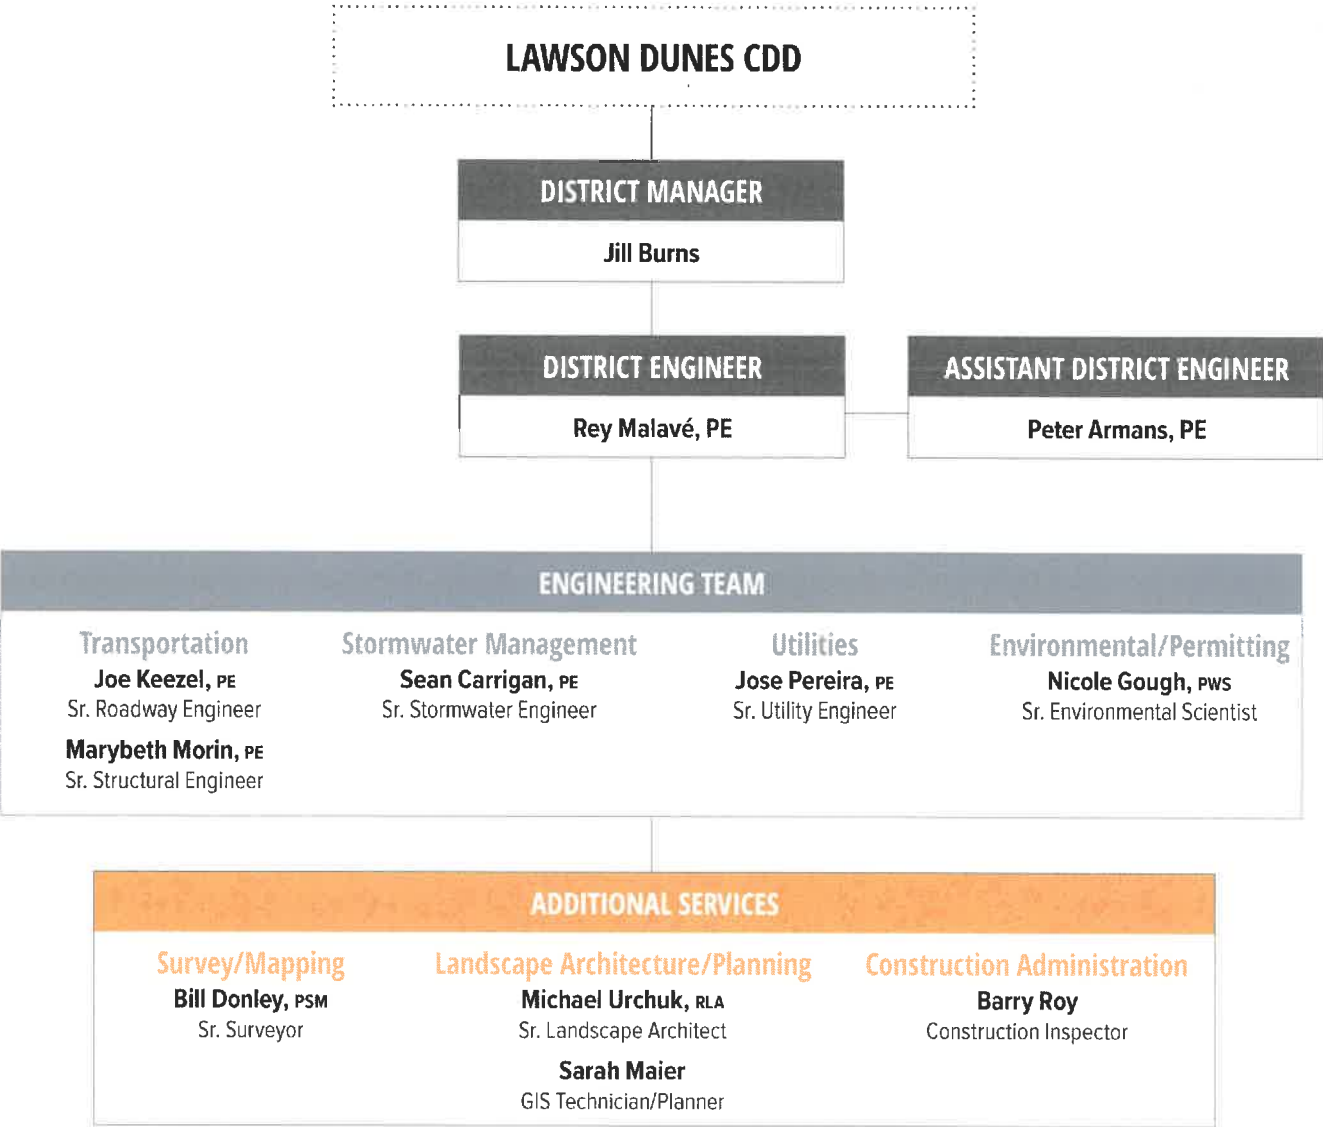 LAWSON DUNES CDD
DISTRICT MANAGER
Jill Burns
DISTRICT ENGINEER
Rey Malavé, PE
ASSISTANT DISTRICT ENGINEER
Peter Armans, PE
ENGINEERING TEAM
Transportation
Joe Keezel, PE
Sr. Roadway Engineer
Marybeth Morin, PE
Sr. Structural Engineer
Stormwater Management
Sean Carrigan, PE
Sr. Stormwater Engineer
Utilities
Jose Pereira, PE
Sr. Utility Engineer
Environmental/Permitting
Nicole Gough, PWS
Sr. Environmental Scientist
ADDITIONAL SERVICES
Survey/Mapping
Bill Donley, PSM
Sr. Surveyor
Landscape Architecture/Planning
Michael Urchuk, RLA
Sr. Landscape Architect
Sarah Maier
GIS Technician/Planner
Construction Administration
Barry Roy
Construction Inspector